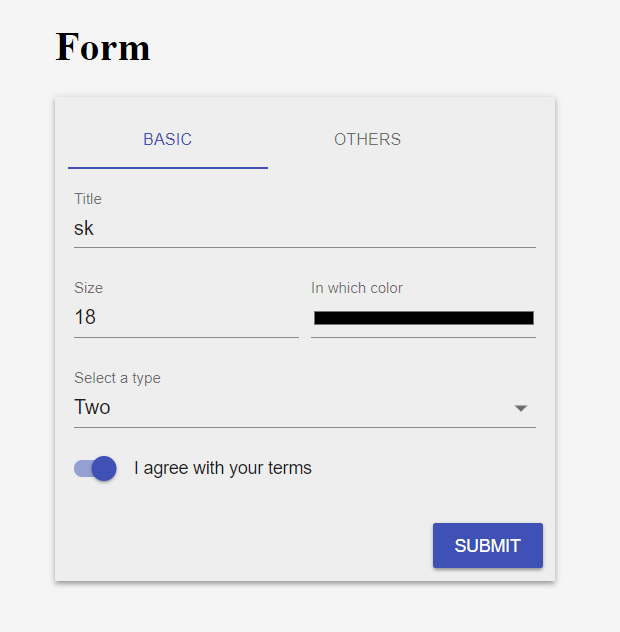 Form
BASIC OTHERS
Title
sk
Size In which color
18
Select a type
Two
I agree with your terms
SUBMIT